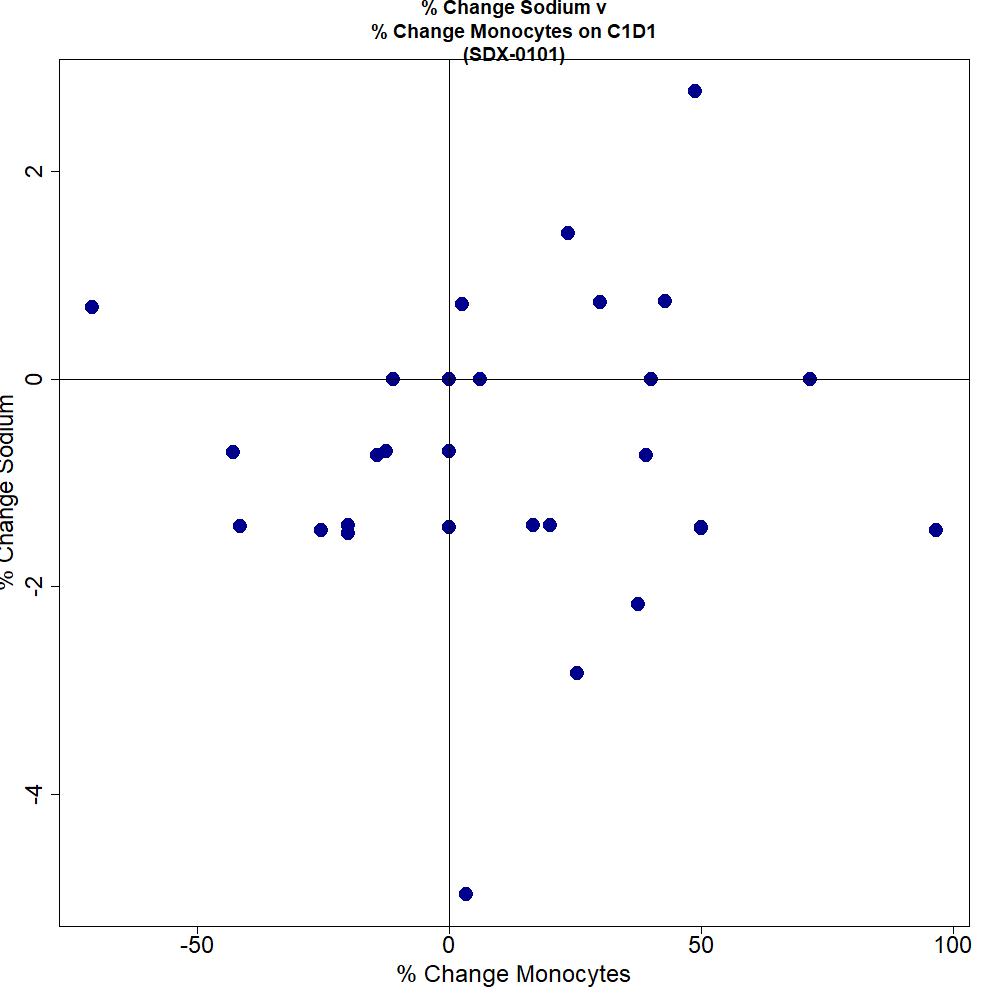 % Change Sodium v
% Change Monocytes on C1D1
(SDX-0101)
% Change Sodium
2
0
-2
-4
-50
0
50
100
% Change Monocytes